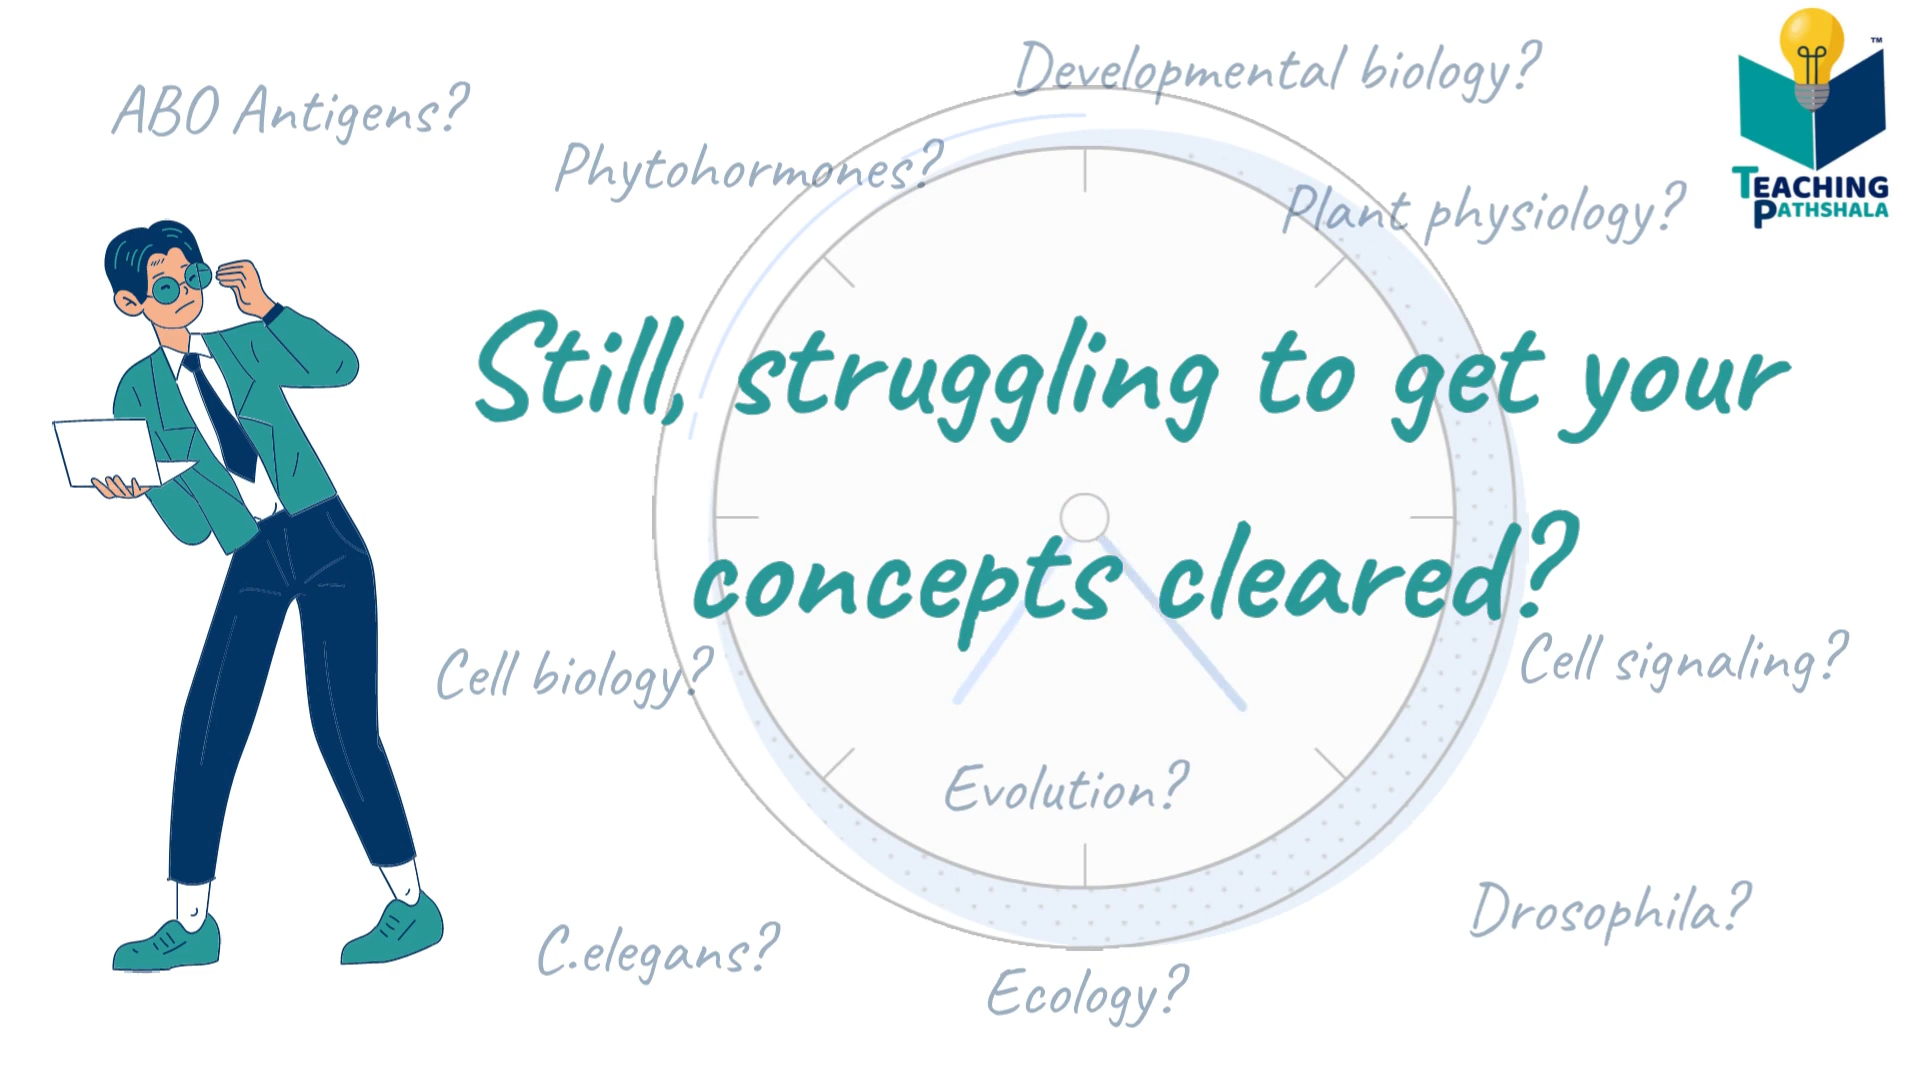 Developmental biology?
ABO Antigens?
Phytohormones?
Plant physiology?
TM
TEACHING
PATHSHALA
Still, struggling to get your
concepts cleared?
Cell biology?
Cell signaling?
Evolution?
Drosophila?
C.elegans?
Ecology?